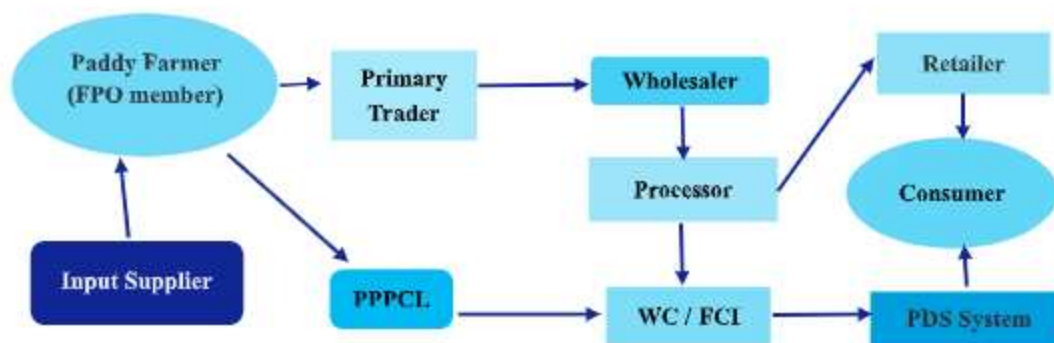 Paddy Farmer
(FPO member)
Primary
Trader
Wholesaler
Retailer
Processor
Consumer
Input Supplier
PPPCL
WC / FCI
PDS System